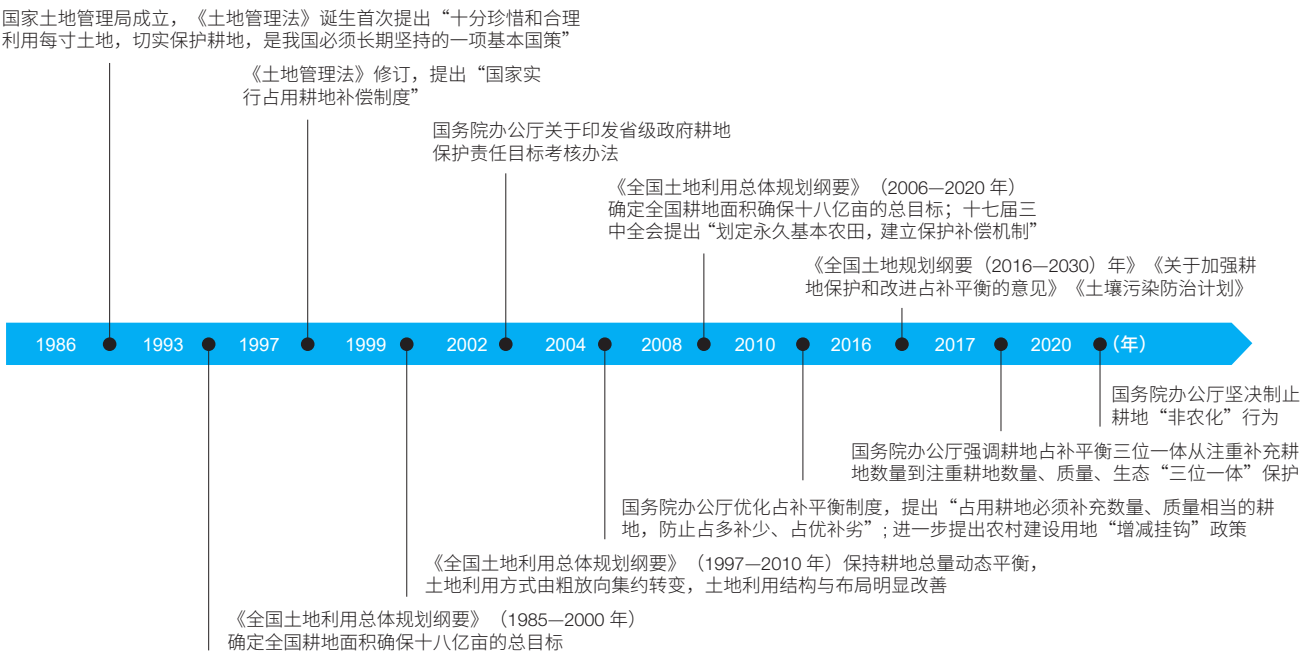 国家土地管理局成立，《土地管理法》诞生首次提出“十分珍惜和合理
利用每寸土地，切实保护耕地，是我国必须长期坚持的一项基本国策”
《土地管理法》修订，提出“国家实
行占用耕地补偿制度”
国务院办公厅关于印发省级政府耕地
保护责任目标考核办法
《全国土地利用总体规划纲要》（2006—2020 年）
确定全国耕地面积确保十八亿亩的总目标；十七届三
中全会提出“划定永久基本农田，建立保护补偿机制”
《全国土地规划纲要（2016—2030）年》《关于加强耕
地保护和改进占补平衡的意见》《土壤污染防治计划》
1986 1993 1997 1999 2002 2004 2008 2010 2016 2017 2020 （年）
国务院办公厅坚决制止
耕地“非农化”行为
国务院办公厅强调耕地占补平衡三位一体从注重补充耕
地数量到注重耕地数量、质量、生态“三位一体”保护
国务院办公厅优化占补平衡制度，提出“占用耕地必须补充数量、质量相当的耕
地，防止占多补少、占优补劣”；进一步提出农村建设用地“增减挂钩”政策
《全国土地利用总体规划纲要》（1997—2010 年）保持耕地总量动态平衡，
土地利用方式由粗放向集约转变，土地利用结构与布局明显改善
《全国土地利用总体规划纲要》（1985—2000 年）
确定全国耕地面积确保十八亿亩的总目标